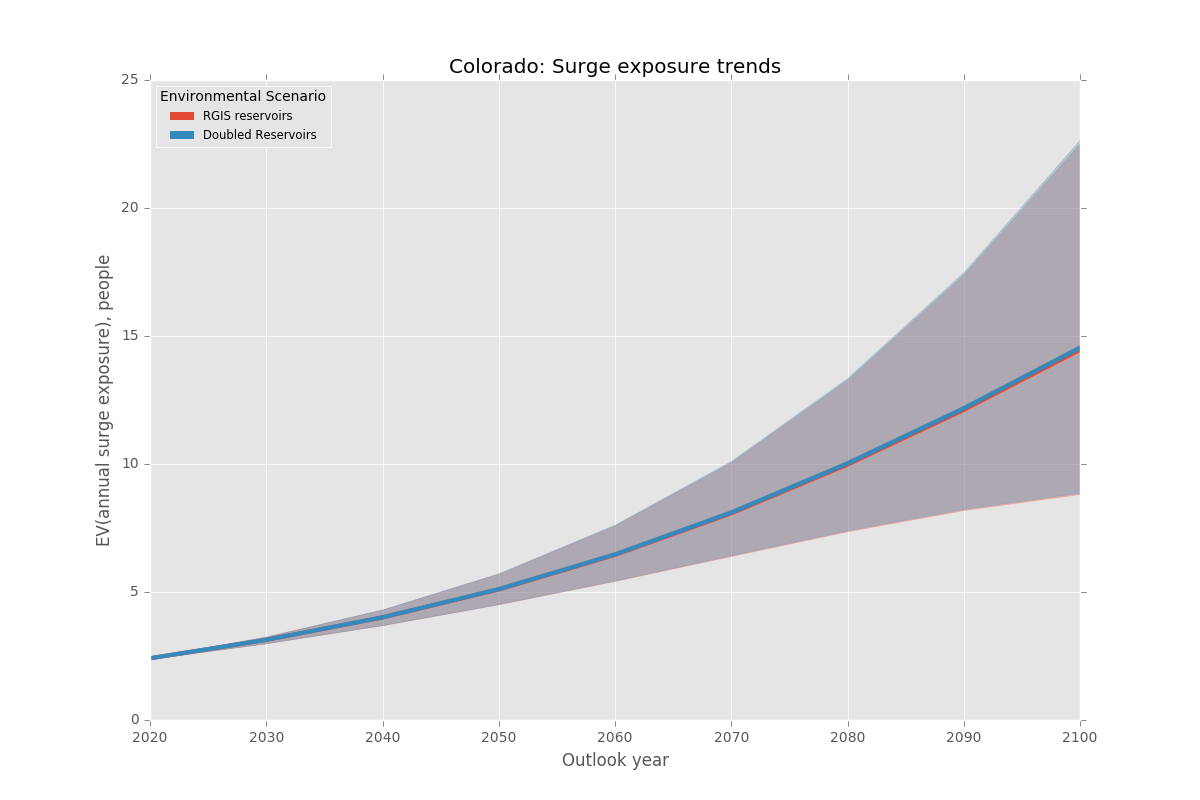 Colorado: Surge exposure trends
Environmental Scenario
RGIS reservoirs
Doubled Reservoirs
25
20
15
10
5
0
EV(annual surge exposure), people
2020 2030 2040 2050 2060 2070 2080 2090 2100
Outlook year